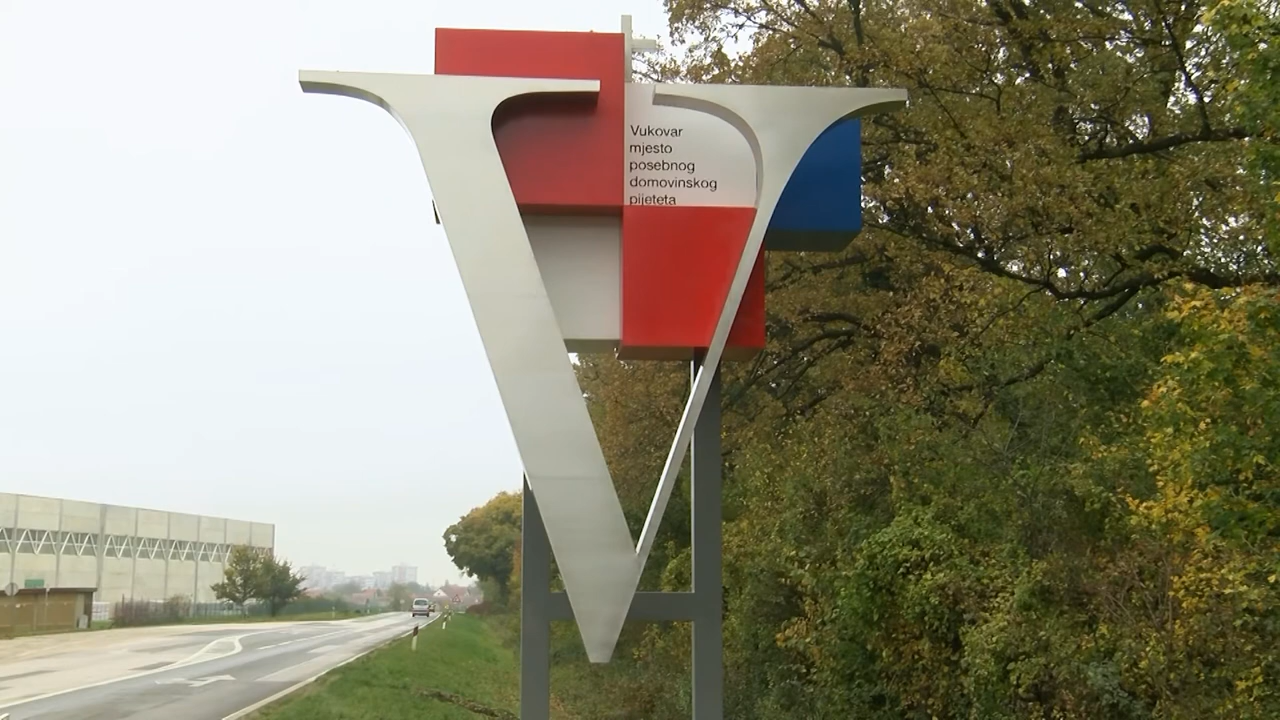 V
Vukovar
mjesto
posebnog
domovinskog
pijeteta